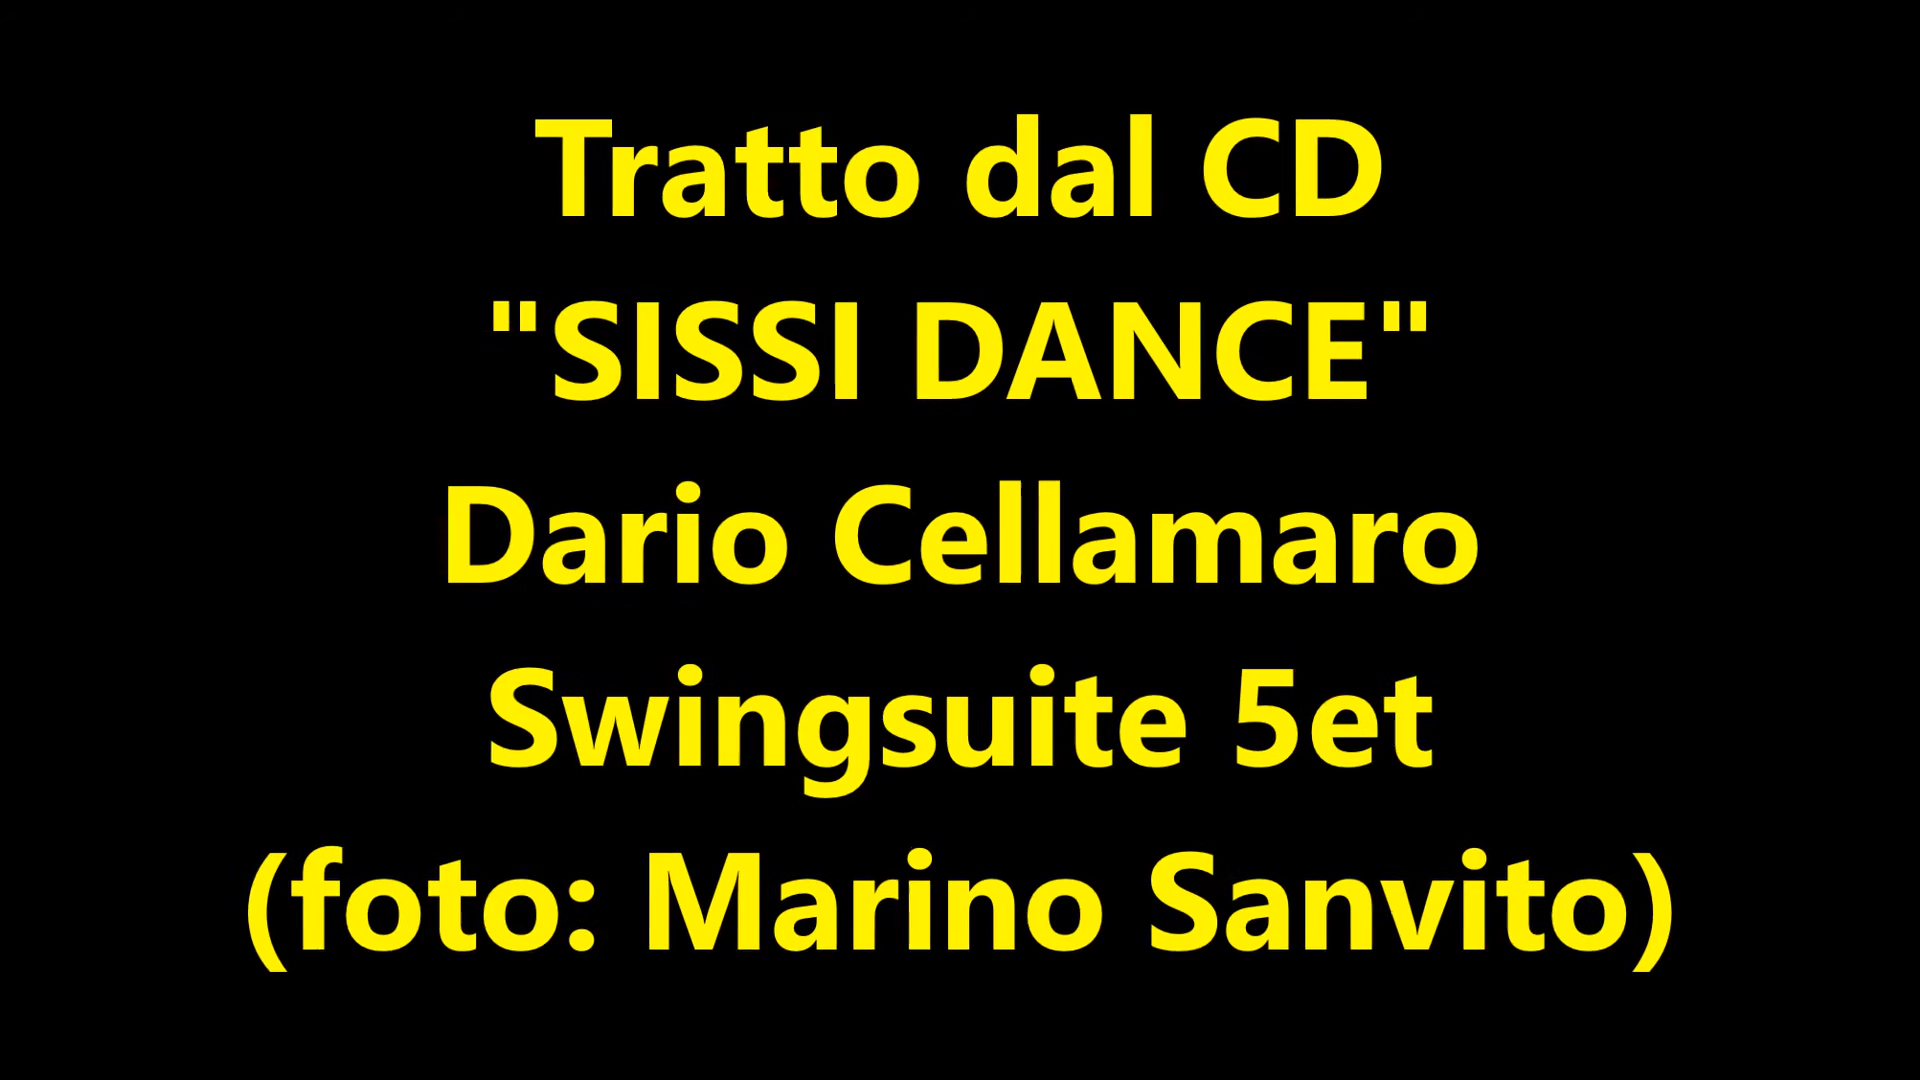 Tratto dal CD
"SISSI DANCE"
Dario Cellamaro
Swingsuite 5et
(foto: Marino Sanvito)